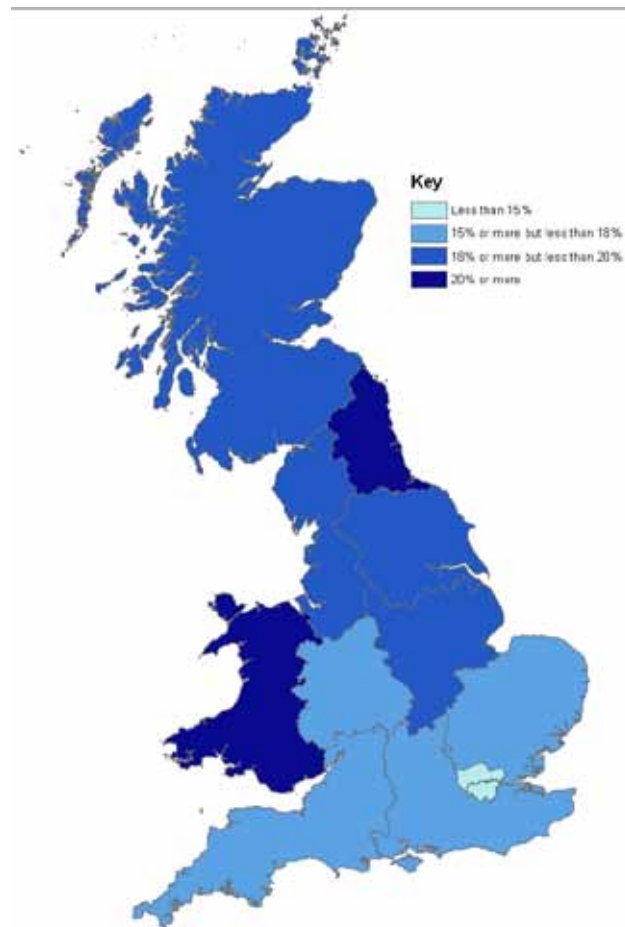 Key
Less than 15%
15% or more but less than 18%
18% or more but less than 20%
20% or more